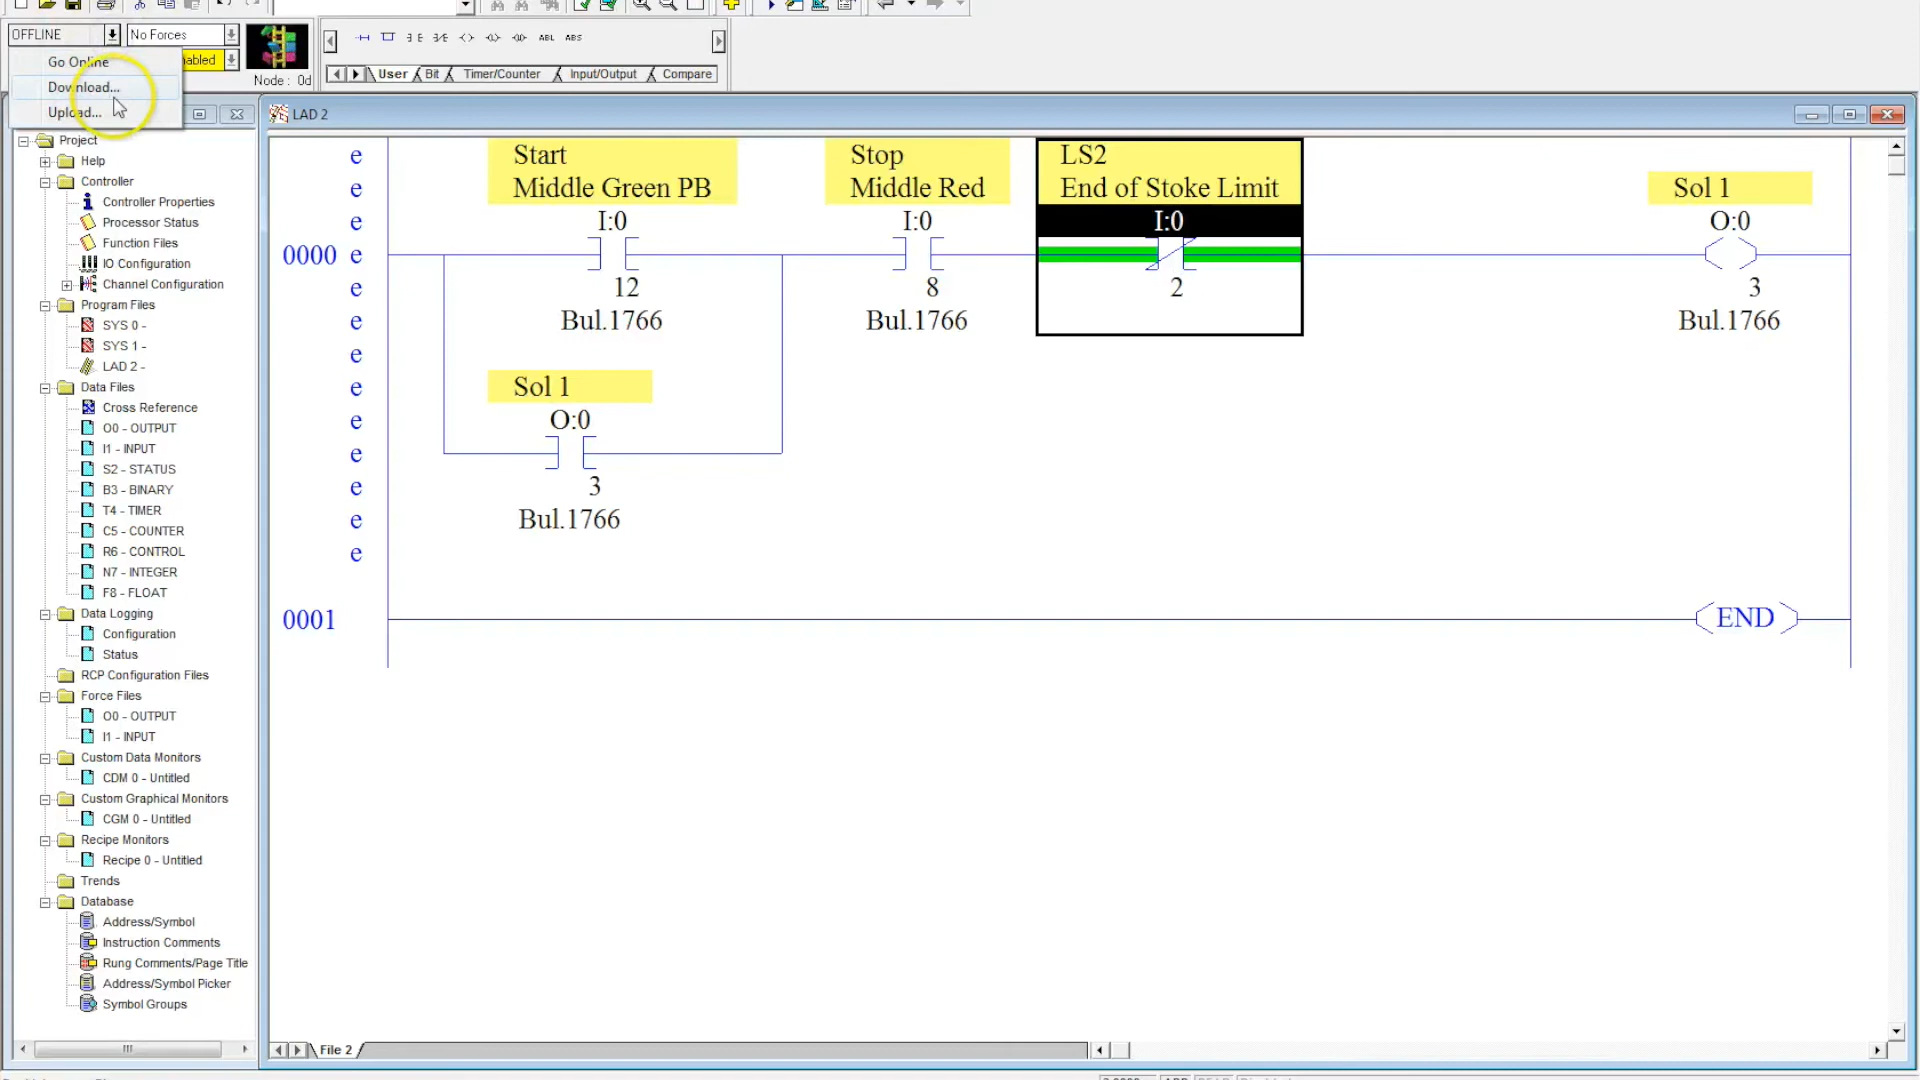 OFFLINE
No Forces
Go Online
abled
Download...
Upload...
Node : 0d
ABL
ABS
User
Bit
Timer/Counter
Input/Output
Compare
LAD 2
Project
Help
Controller
Controller Properties
Processor Status
Function Files
IO Configuration
Channel Configuration
Program Files
SYS 0 -
SYS 1 -
LAD 2 -
Data Files
Cross Reference
O0 - OUTPUT
I1 - INPUT
S2 - STATUS
B3 - BINARY
T4 - TIMER
C5 - COUNTER
R6 - CONTROL
N7 - INTEGER
F8 - FLOAT
Data Logging
Configuration
Status
RCP Configuration Files
Force Files
O0 - OUTPUT
I1 - INPUT
Custom Data Monitors
CDM 0 - Untitled
Custom Graphical Monitors
CGM 0 - Untitled
Recipe Monitors
Recipe 0 - Untitled
Trends
Database
Address/Symbol
Instruction Comments
Rung Comments/Page Title
Address/Symbol Picker
Symbol Groups
e
e
e
0000 e
e
e
e
e
e
e
e
e
e
Start
Middle Green PB
I:0
12
Bul.1766
Stop
Middle Red
I:0
8
Bul.1766
LS2
End of Stoke Limit
I:0
2
Sol 1
O:0
3
Bul.1766
Sol 1
O:0
3
Bul.1766
0001
END
File 2